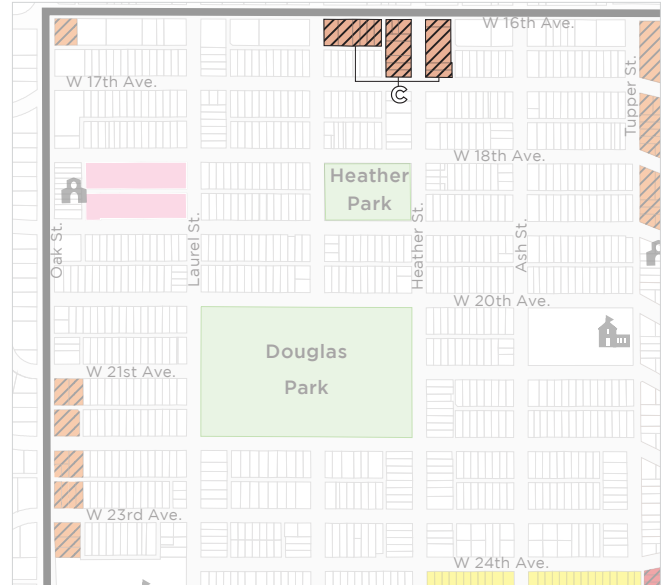 W 16th Ave.
W 17th Ave.
C
Tupper St.
W 18th Ave.
Heather
Park
Oak St.
Laurel St.
Heather St.
Ash St.
W 20th Ave.
Douglas
Park
W 21st Ave.
W 23rd Ave.
W 24th Ave.